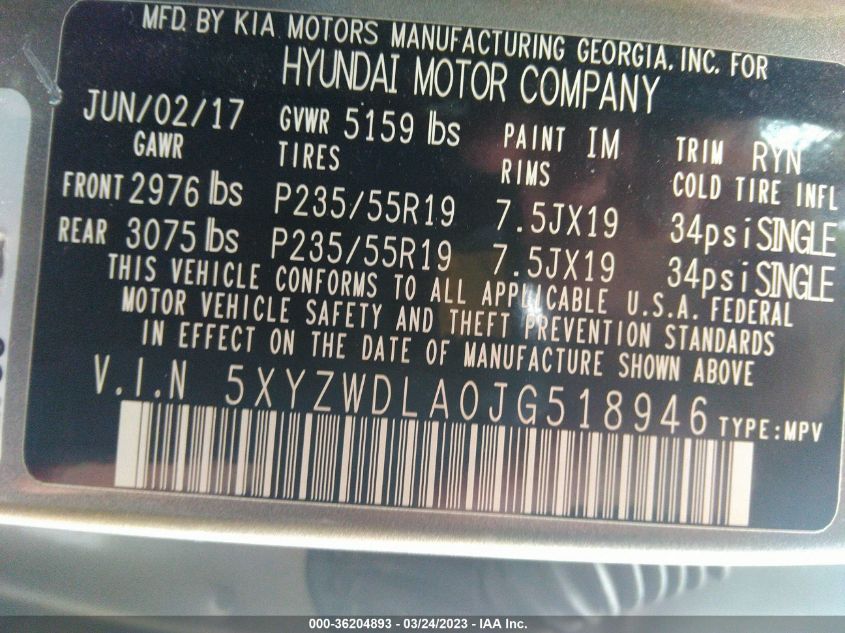 MFD. BY KIA MOTORS MANUFACTURING GEORGIA, INC. FOR
HYUNDAI MOTOR COMPANY
JUN/02/17 GVWR 5159 lbs PAINT IM TRIM RYN
GAWR TIRES RIMS COLD TIRE INFL
FRONT 2976 lbs P235/55R19 7.5JX19 34psi SINGLE
REAR 3075 lbs P235/55R19 7.5JX19 34psi SINGLE
THIS VEHICLE CONFORMS TO ALL APPLICABLE U.S.A. FEDERAL
MOTOR VEHICLE SAFETY AND THEFT PREVENTION STANDARDS
IN EFFECT ON THE DATE OF MANUFACTURE SHOWN ABOVE
V.I.N 5XYZWDLA0JG518946 TYPE:MPV
000-36204893 - 03/24/2023 - IAA Inc.